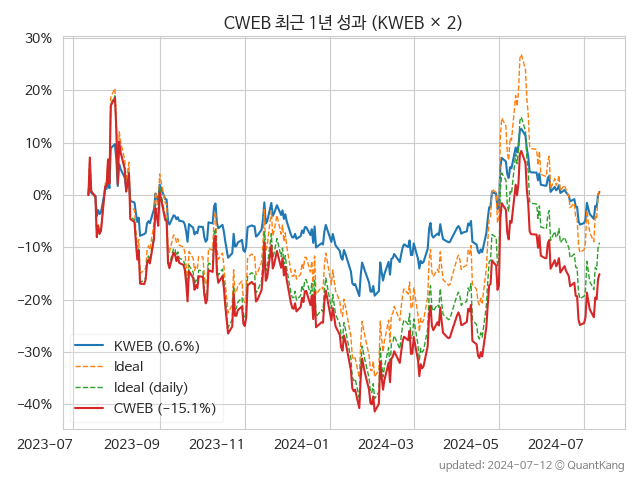 CWEB 최근 1년 성과 (KWEB × 2)
30%
20%
10%
0%
−10%
−20%
−30%
−40%
KWEB (0.6%)
Ideal
Ideal (daily)
CWEB (−15.1%)
2023-07 2023-09 2023-11 2024-01 2024-03 2024-05 2024-07
updated: 2024-07-12 © QuantKang